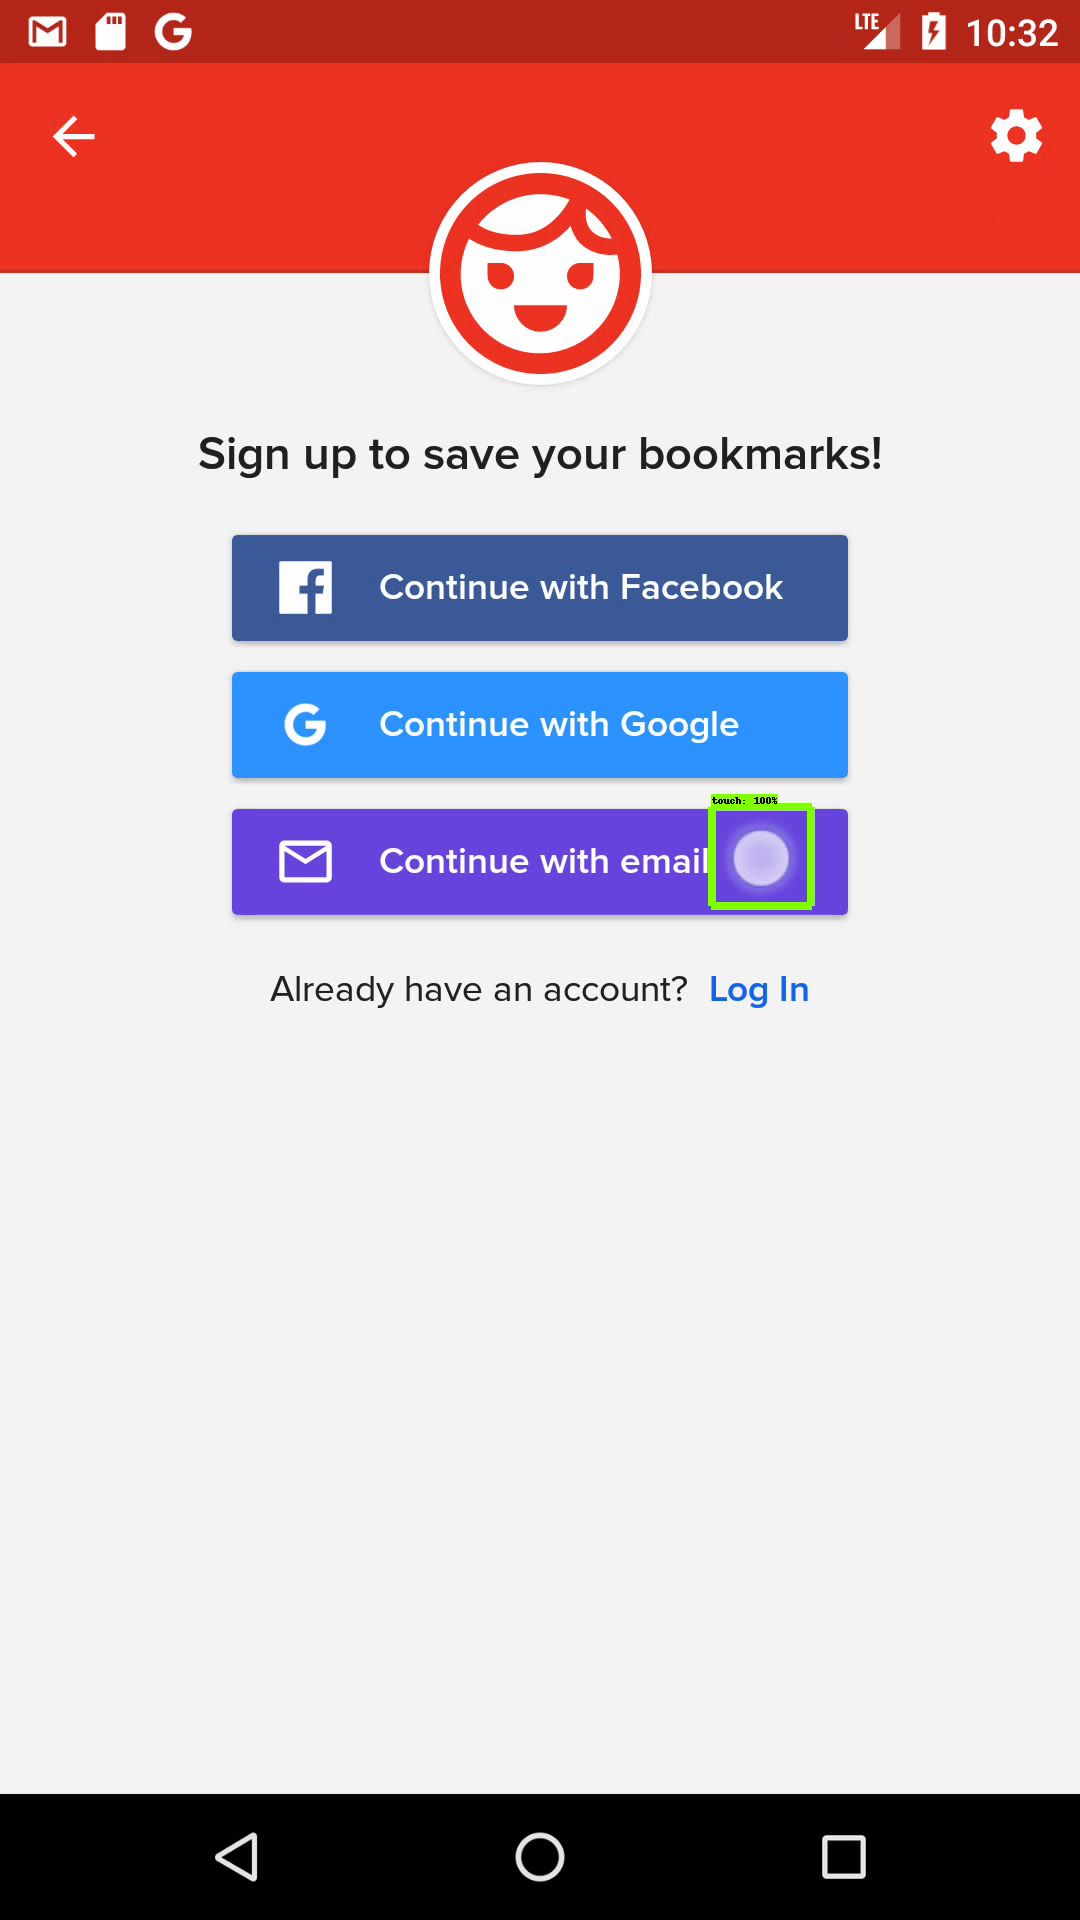 LTE 10:32
Sign up to save your bookmarks!
Continue with Facebook
Continue with Google
touch: 100%
Continue with email
Already have an account? Log In